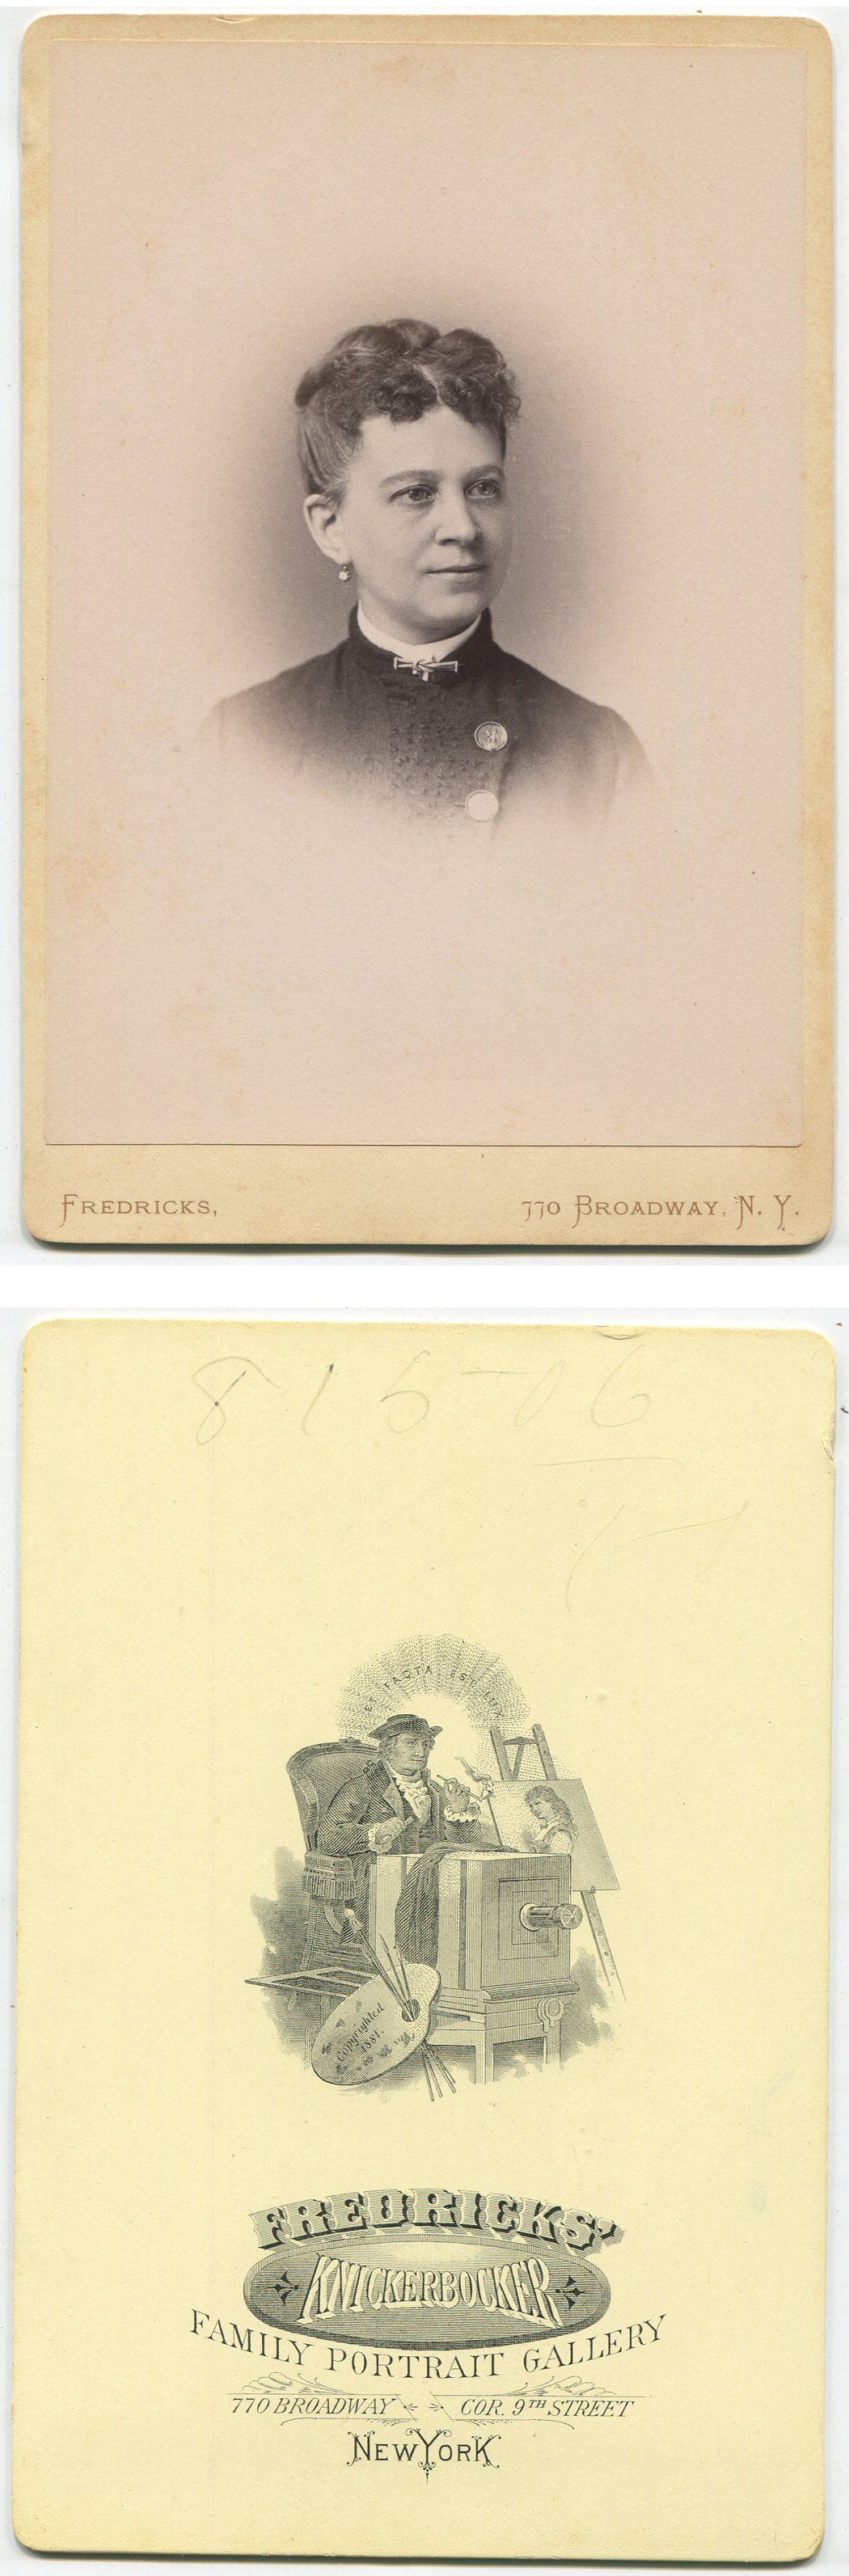 FREDRICKS, 770 BROADWAY, N. Y.
81506
ET FACTA EST LUX
Copyrighted
1881.
FREDRICKS'
KNICKERBOCKER
FAMILY PORTRAIT GALLERY
770 BROADWAY COR. 9TH STREET
NEW YORK